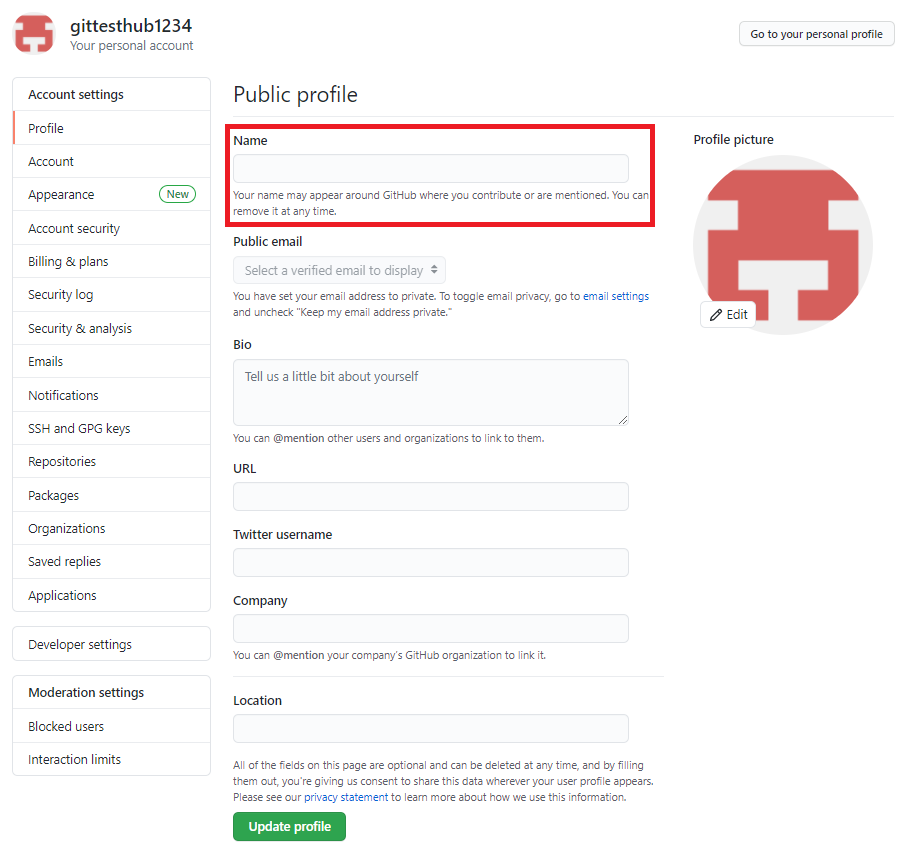 gittesthub1234
Your personal account
Go to your personal profile
Account settings
Profile
Account
Appearance New
Account security
Billing & plans
Security log
Security & analysis
Emails
Notifications
SSH and GPG keys
Repositories
Packages
Organizations
Saved replies
Applications
Developer settings
Moderation settings
Blocked users
Interaction limits
Public profile
Name
Your name may appear around GitHub where you contribute or are mentioned. You can
remove it at any time.
Public email
Select a verified email to display
You have set your email address to private. To toggle email privacy, go to email settings
and uncheck "Keep my email address private."
Bio
Tell us a little bit about yourself
You can @mention other users and organizations to link to them.
URL
Twitter username
Company
You can @mention your company's GitHub organization to link it.
Location
All of the fields on this page are optional and can be deleted at any time, and by filling
them out, you're giving us consent to share this data wherever your user profile appears.
Please see our privacy statement to learn more about how we use this information.
Update profile
Profile picture
Edit